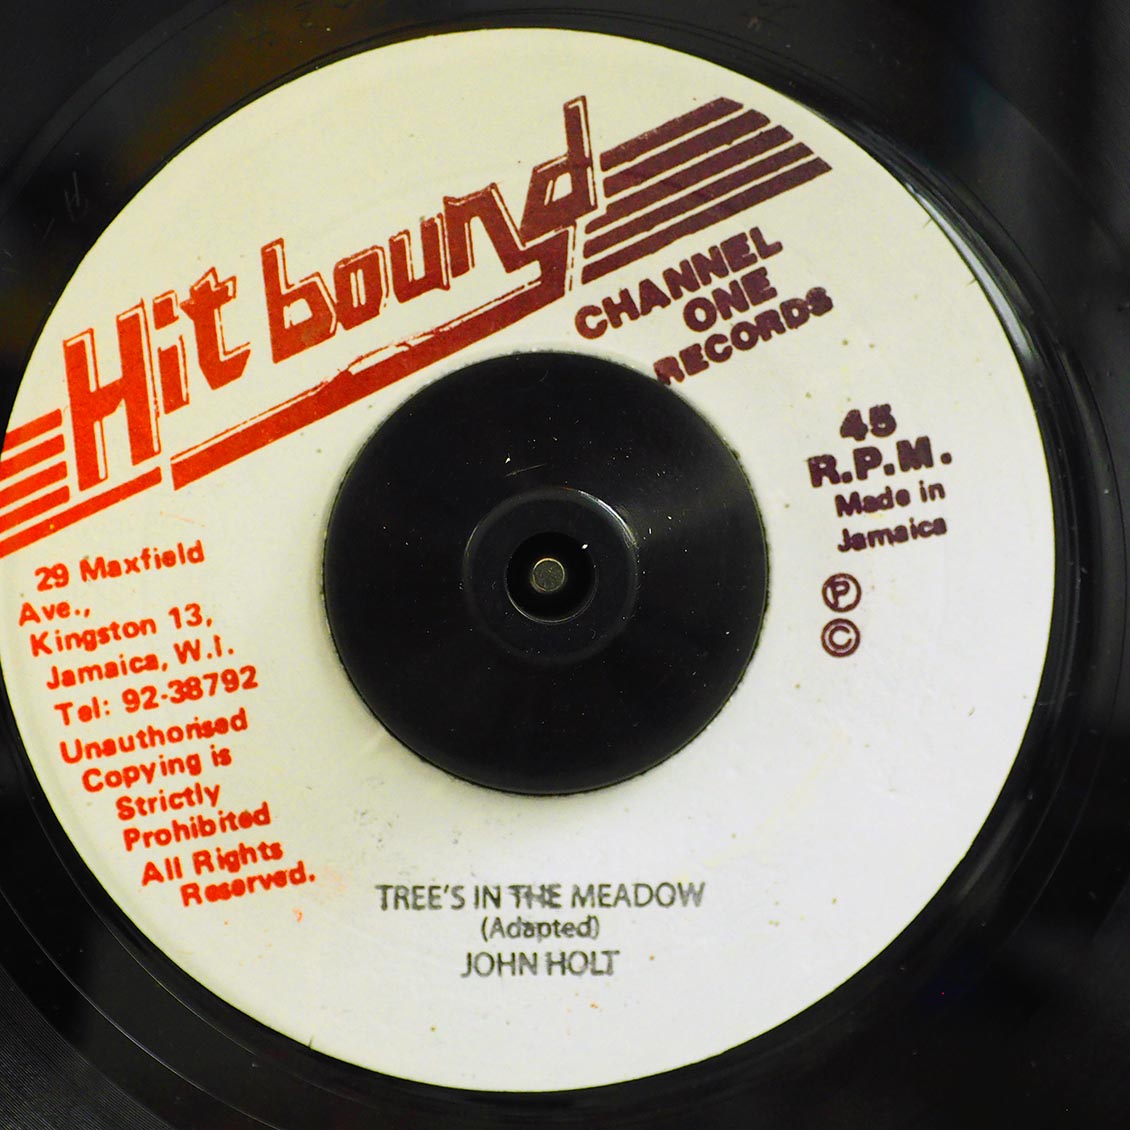 Hit bound
CHANNEL
ONE
RECORDS
45
R.P.M.
Made in
Jamaica
Ⓟ
©
29 Maxfield
Ave.,
Kingston 13,
Jamaica, W.I.
Tel: 92-38792
Unauthorised
Copying is
Strictly
Prohibited
All Rights
Reserved.
TREE'S IN THE MEADOW
(Adapted)
JOHN HOLT